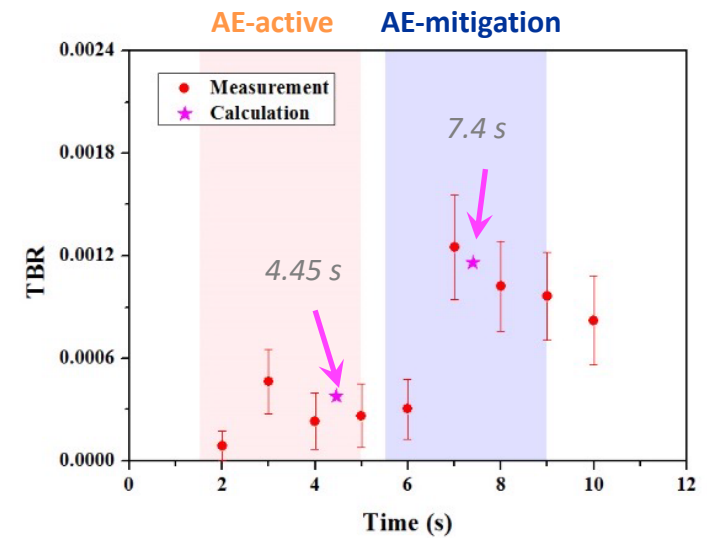 AE-active AE-mitigation
0.0024
Measurement
Calculation
7.4 s
0.0018
0.0012
4.45 s
TBR
0.0006
0.0000
0 2 4 6 8 10 12
Time (s)